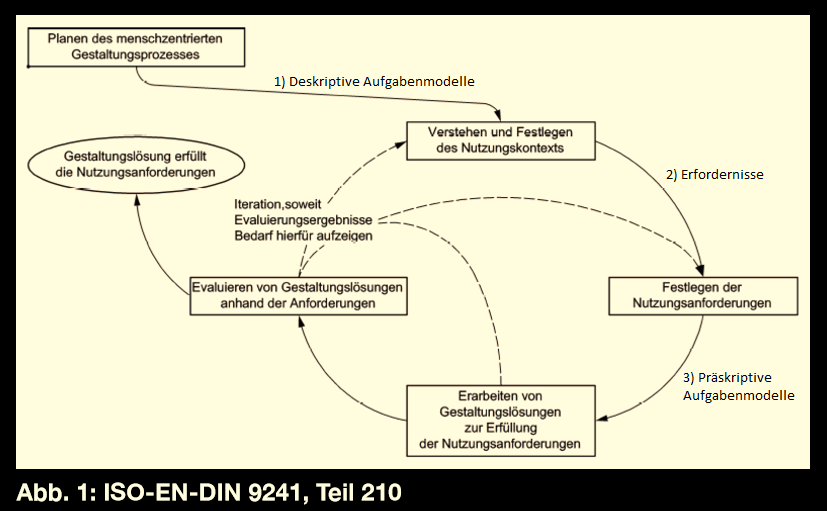 Planen des menschzentrierten
Gestaltungsprozesses
1) Deskriptive Aufgabenmodelle
Verstehen und Festlegen
des Nutzungskontexts
Gestaltungslösung erfüllt
die Nutzungsanforderungen
2) Erfordernisse
Iteration,soweit
Evaluierungsergebnisse
Bedarf hierfür aufzeigen
Evaluieren von Gestaltungslösungen
anhand der Anforderungen
Festlegen der
Nutzungsanforderungen
3) Präskriptive
Aufgabenmodelle
Erarbeiten von
Gestaltungslösungen
zur Erfüllung
der Nutzungsanforderungen
Abb. 1: ISO-EN-DIN 9241, Teil 210